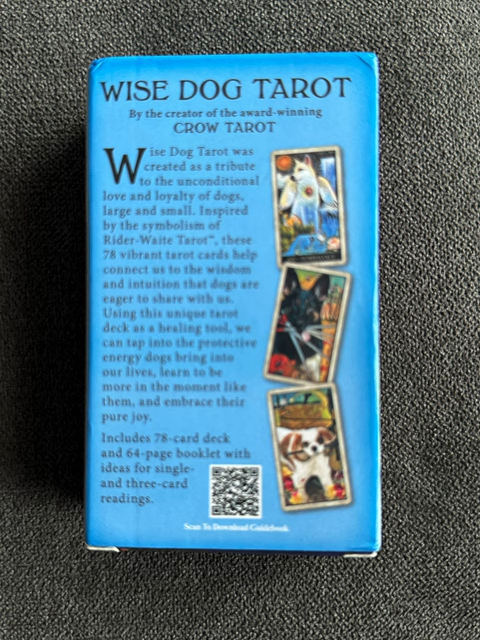 WISE DOG TAROT
By the creator of the award-winning
CROW TAROT
Wise Dog Tarot was
created as a tribute
to the unconditional
love and loyalty of dogs,
large and small. Inspired
by the symbolism of
Rider-Waite Tarot™, these
78 vibrant tarot cards help
connect us to the wisdom
and intuition that dogs are
eager to share with us.
Using this unique tarot
deck as a healing tool, we
can tap into the protective
energy dogs bring into
our lives, learn to be
more in the moment like
them, and embrace their
pure joy.
Includes 78-card deck
and 64-page booklet with
ideas for single-
and three-card
readings.
Scan To Download Guidebook